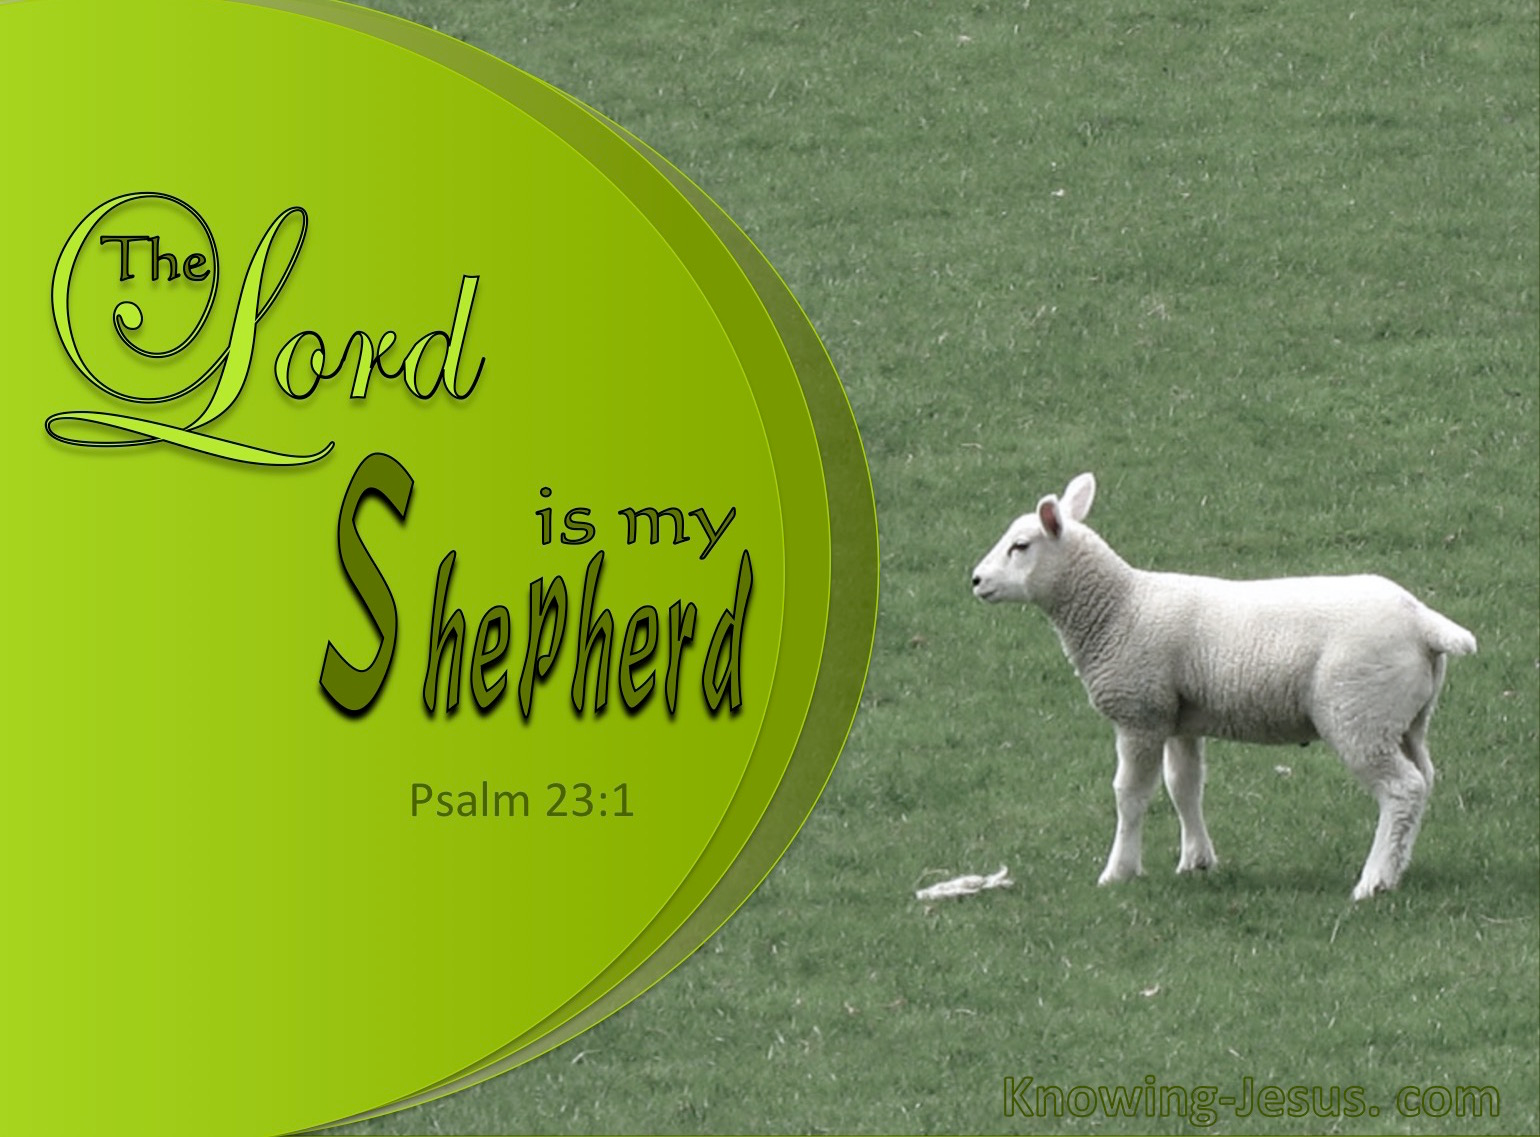 The
Lord
is my
Shepherd
Psalm 23:1
Knowing-Jesus. com